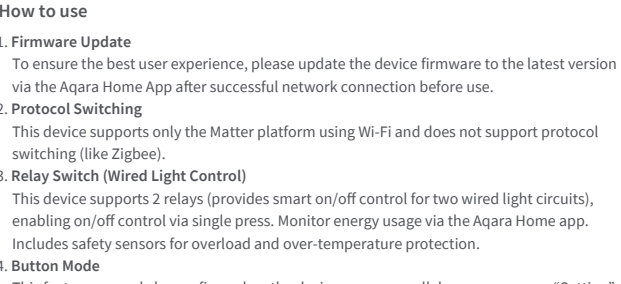 How to use
. Firmware Update
To ensure the best user experience, please update the device firmware to the latest version
via the Aqara Home App after successful network connection before use.
2. Protocol Switching
This device supports only the Matter platform using Wi-Fi and does not support protocol
switching (like Zigbee).
3. Relay Switch (Wired Light Control)
This device supports 2 relays (provides smart on/off control for two wired light circuits),
enabling on/off control via single press. Monitor energy usage via the Aqara Home app.
Includes safety sensors for overload and over-temperature protection.
4. Button Mode